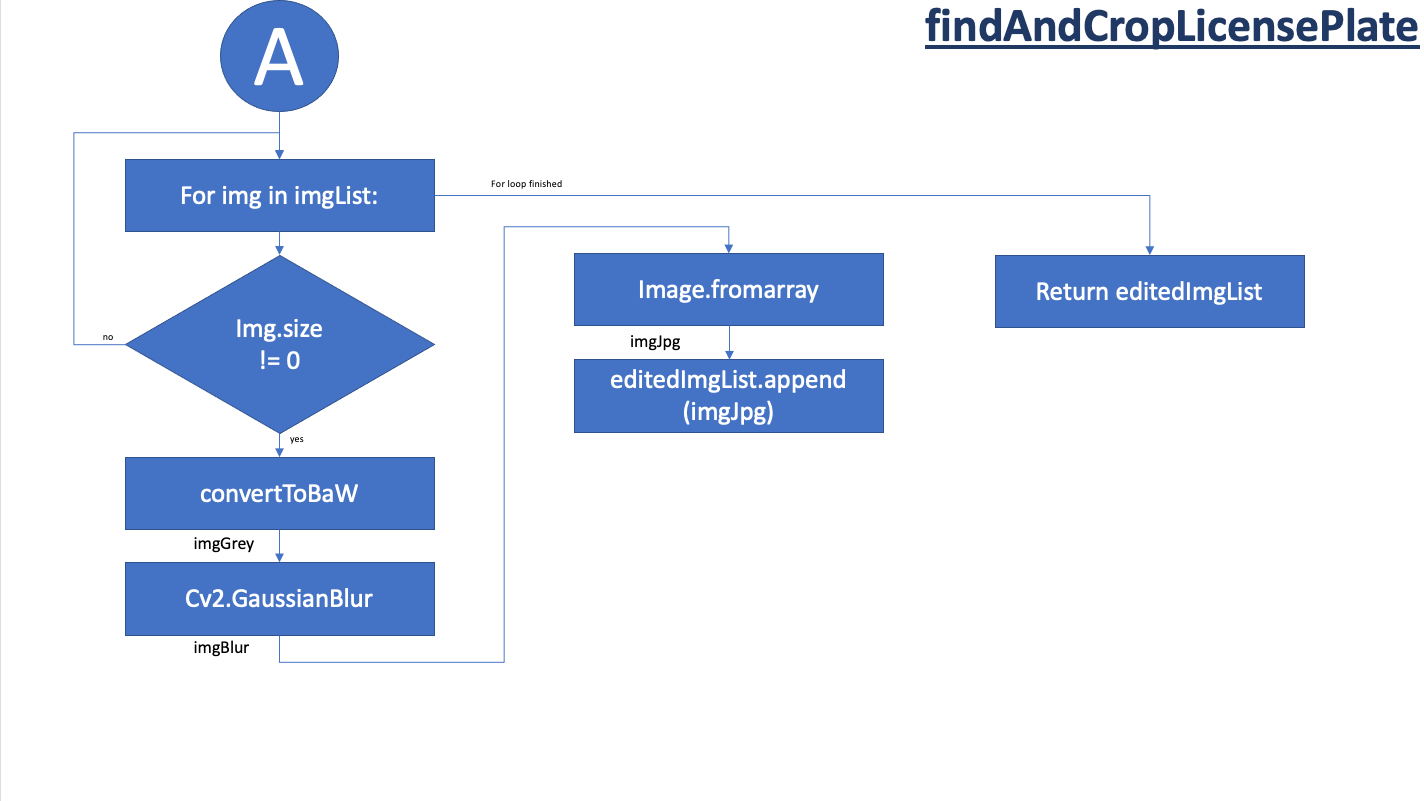 findAndCropLicensePlate
A
For img in imgList:
For loop finished
Img.size
!= 0
no
yes
convertToBaW
imgGrey
Cv2.GaussianBlur
imgBlur
Image.fromarray
imgJpg
editedImgList.append
(imgJpg)
Return editedImgList